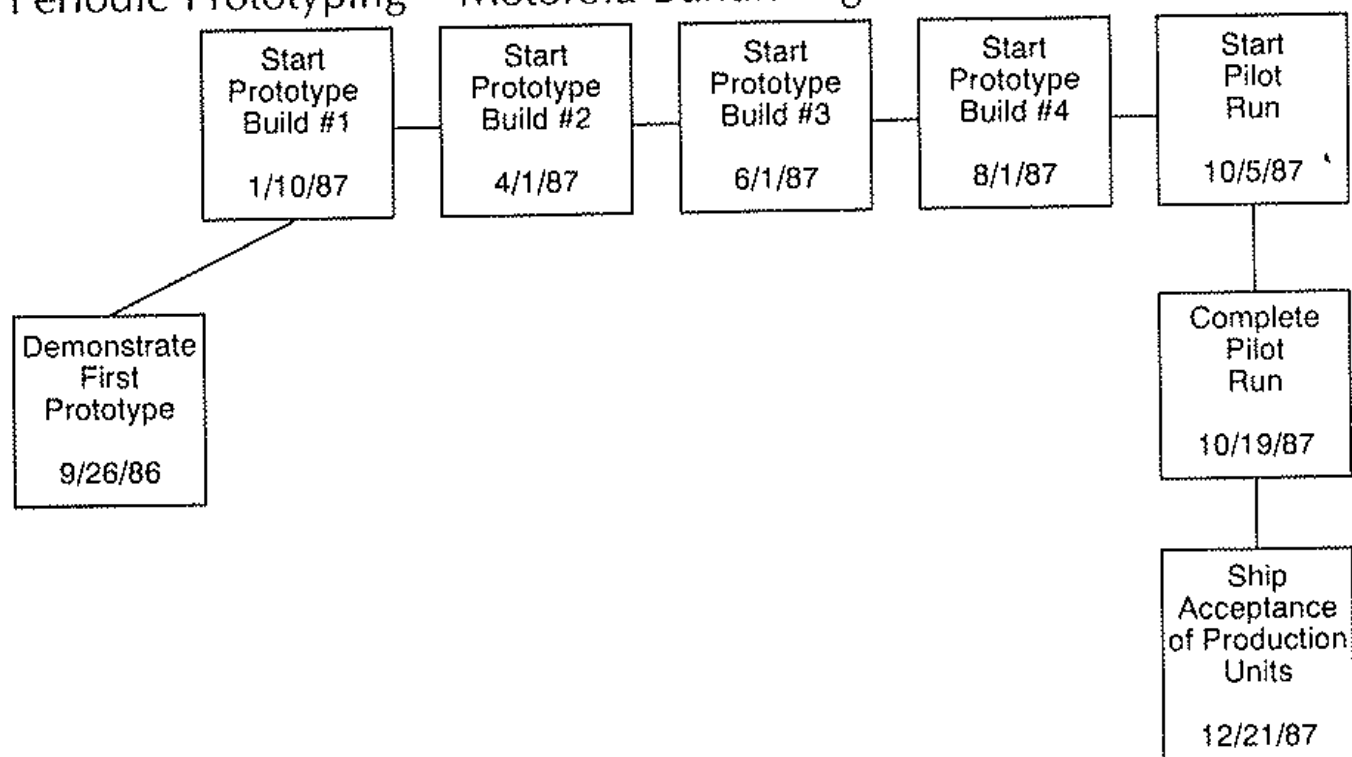 Periodic Prototyping
Start
Prototype
Build #1
1/10/87
Start
Prototype
Build #2
4/1/87
Start
Prototype
Build #3
6/1/87
Start
Prototype
Build #4
8/1/87
Start
Pilot
Run
10/5/87
Demonstrate
First
Prototype
9/26/86
Complete
Pilot
Run
10/19/87
Ship
Acceptance
of Production
Units
12/21/87